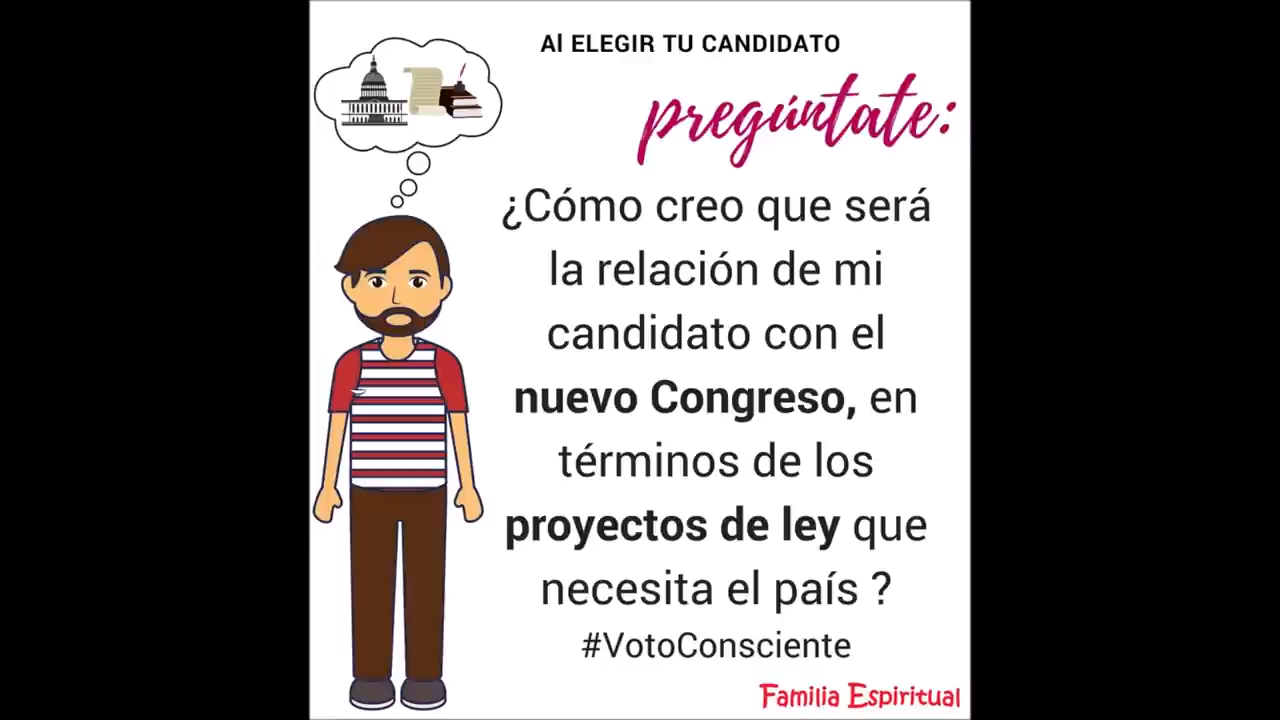 Al ELEGIR TU CANDIDATO
pregúntate:
¿Cómo creo que será
la relación de mi
candidato con el
nuevo Congreso, en
términos de los
proyectos de ley que
necesita el país ?
#VotoConsciente
Familia Espiritual